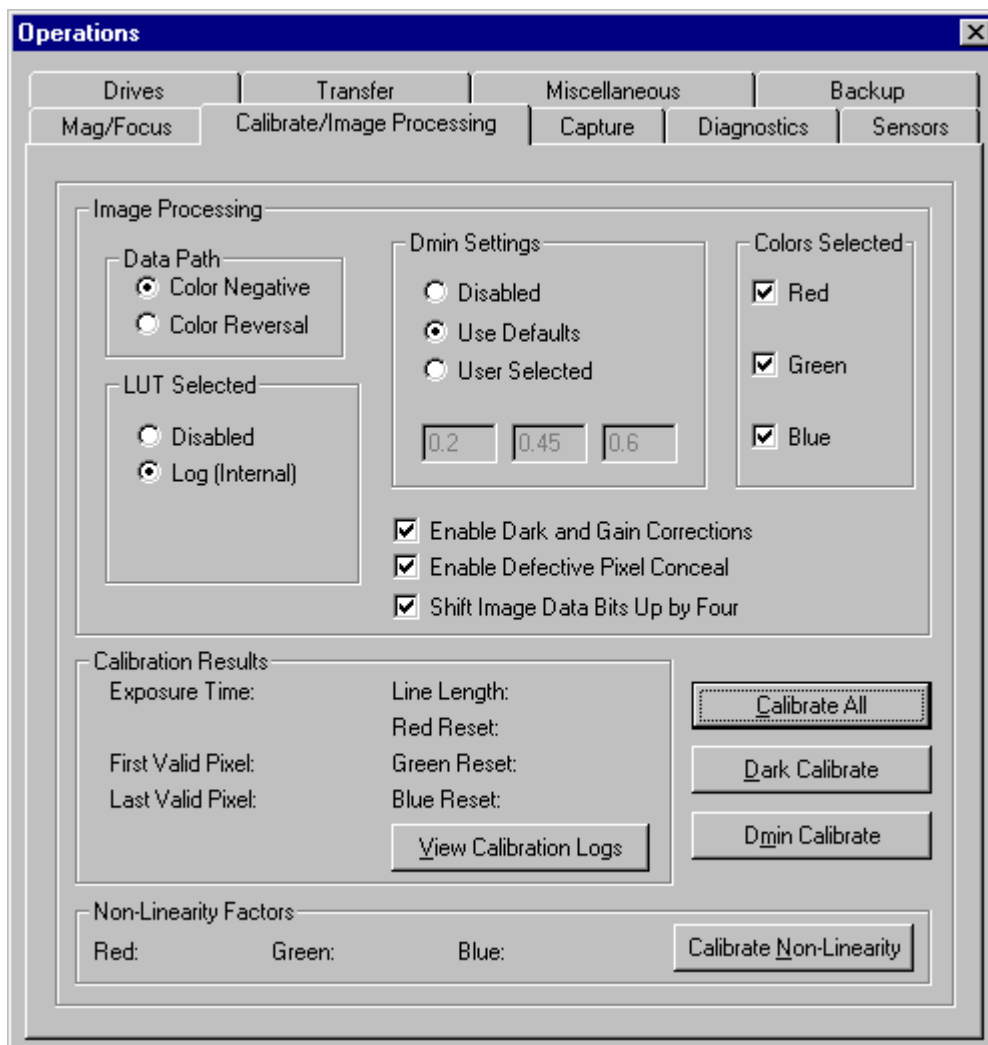 Operations
Drives Transfer Miscellaneous Backup
Mag/Focus Calibrate/Image Processing Capture Diagnostics Sensors
Image Processing
Data Path
Color Negative
Color Reversal
LUT Selected
Disabled
Log (Internal)
Dmin Settings
Disabled
Use Defaults
User Selected
0.2 0.45 0.6
Colors Selected
Red
Green
Blue
Enable Dark and Gain Corrections
Enable Defective Pixel Conceal
Shift Image Data Bits Up by Four
Calibration Results
Exposure Time: Line Length:
Red Reset:
First Valid Pixel: Green Reset:
Last Valid Pixel: Blue Reset:
View Calibration Logs
Calibrate All
Dark Calibrate
Dmin Calibrate
Non-Linearity Factors
Red: Green: Blue: Calibrate Non-Linearity